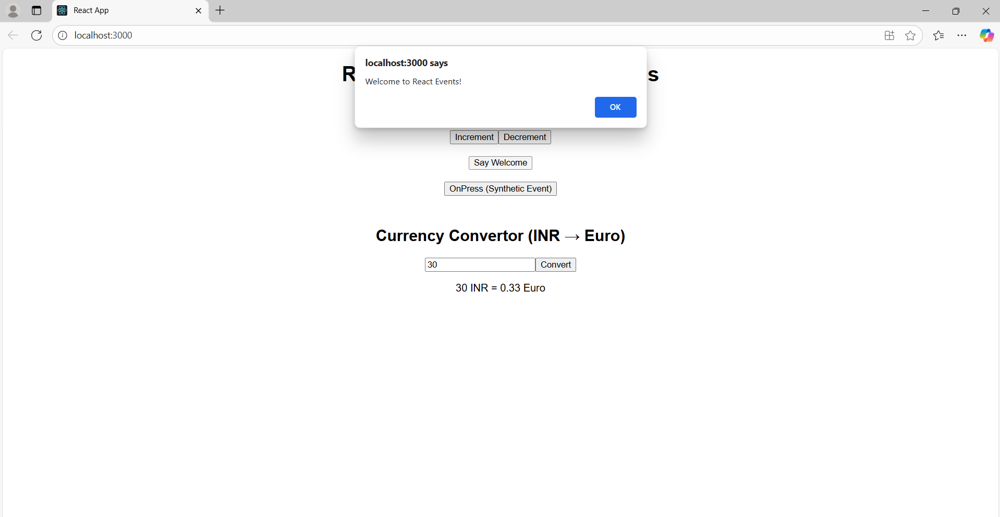 React App
localhost:3000
localhost:3000 says
Welcome to React Events!
OK
Increment Decrement
Say Welcome
OnPress (Synthetic Event)
Currency Convertor (INR → Euro)
30 Convert
30 INR = 0.33 Euro